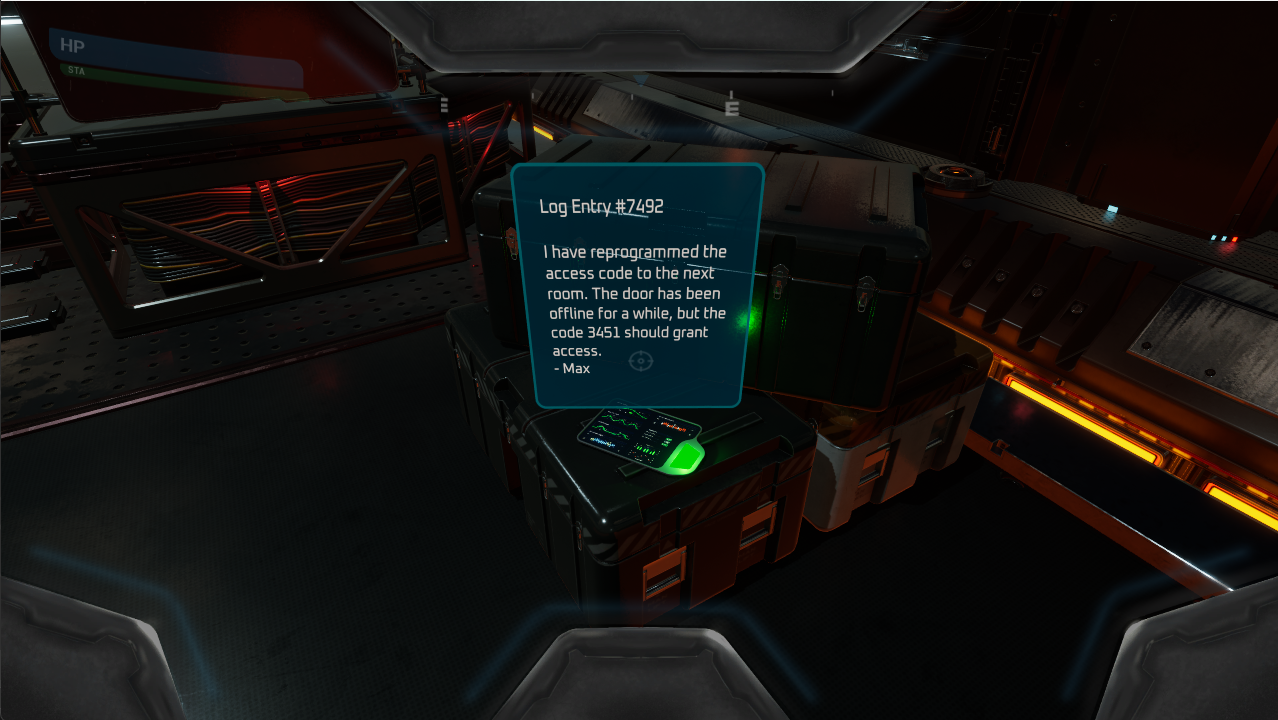 HP
STA
E
Log Entry #7492
I have reprogrammed the
access code to the next
room. The door has been
offline for a while, but the
code 3451 should grant
access.
- Max